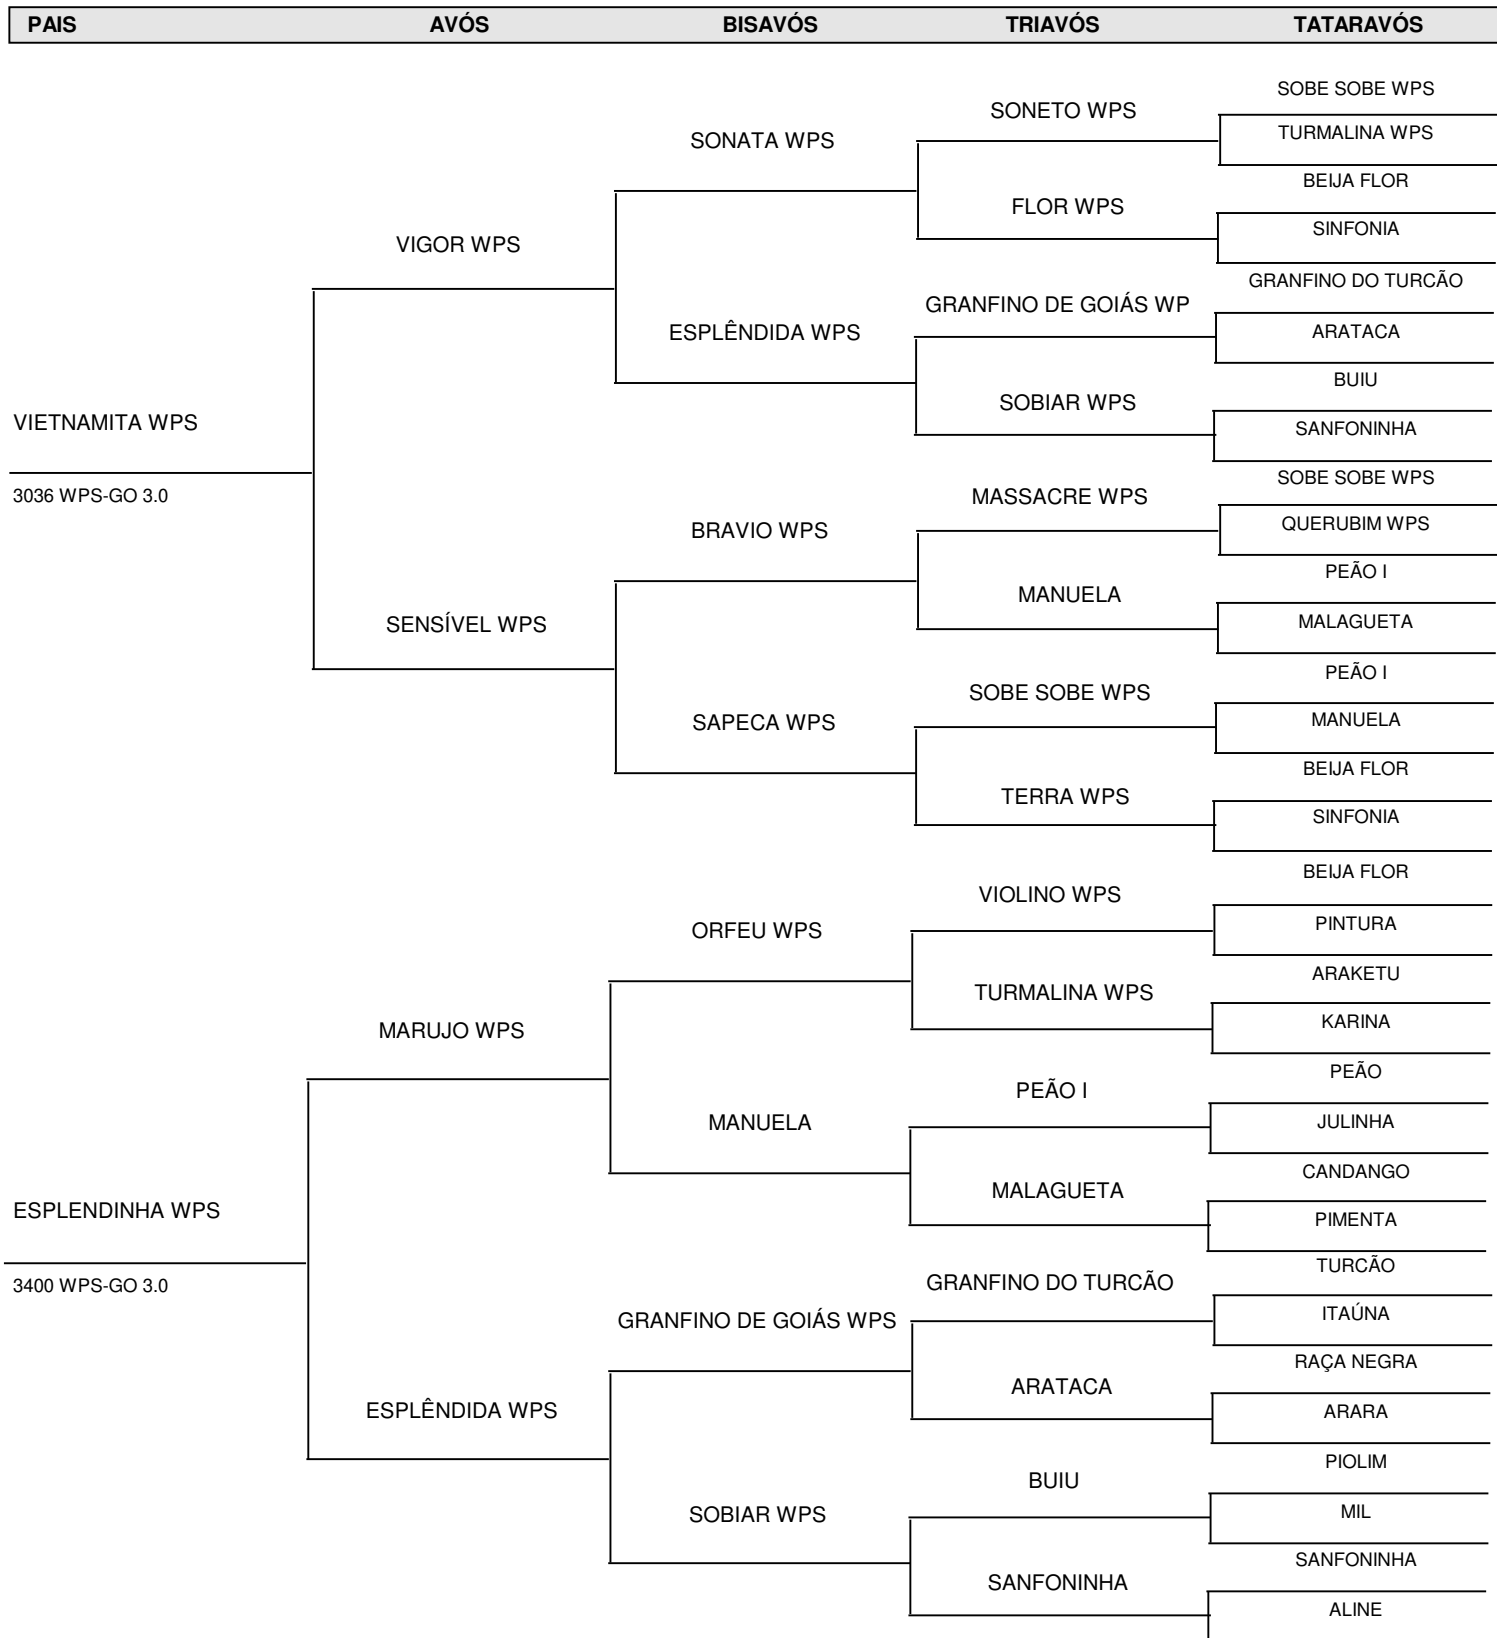 PAIS AVÓS BISAVÓS TRIAVÓS TATARAVÓS
SOBE SOBE WPS
SONETO WPS
TURMALINA WPS
SONATA WPS
BEIJA FLOR
FLOR WPS
SINFONIA
VIGOR WPS
GRANFINO DO TURCÃO
GRANFINO DE GOIÁS WP
ESPLÊNDIDA WPS
ARATACA
BUIU
SOBIAR WPS
VIETNAMITA WPS
SANFONINHA
SOBE SOBE WPS
3036 WPS-GO 3.0
MASSACRE WPS
QUERUBIM WPS
BRAVIO WPS
PEÃO I
MANUELA
SENSÍVEL WPS
MALAGUETA
PEÃO I
SOBE SOBE WPS
SAPECA WPS
MANUELA
BEIJA FLOR
TERRA WPS
SINFONIA
BEIJA FLOR
VIOLINO WPS
ORFEU WPS
PINTURA
ARAKETU
TURMALINA WPS
MARUJO WPS
KARINA
PEÃO
PEÃO I
MANUELA
JULINHA
CANDANGO
MALAGUETA
ESPLENDINHA WPS
PIMENTA
TURCÃO
3400 WPS-GO 3.0
GRANFINO DO TURCÃO
GRANFINO DE GOIÁS WPS
ITAÚNA
RAÇA NEGRA
ARATACA
ESPLÊNDIDA WPS
ARARA
PIOLIM
BUIU
SOBIAR WPS
MIL
SANFONINHA
SANFONINHA
ALINE